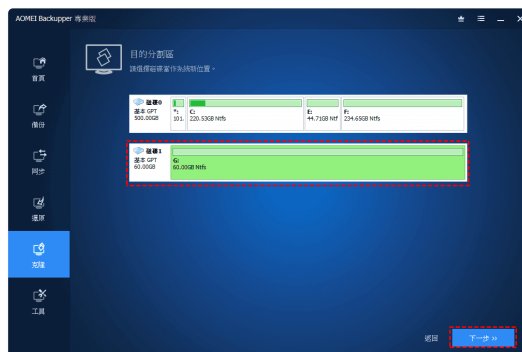 AOMEI Backupper 專業版
首頁
備份
同步
還原
克隆
工具
目的分割區
請選擇磁碟當作系統新位置。
磁碟0
基本 GPT
500.00GB
*:
101.
C:
220.53GB Ntfs
E:
44.71GB Ntf
F:
234.65GB Ntfs
磁碟1
基本 GPT
60.00GB
G:
60.00GB Ntfs
返回
下一步 >>